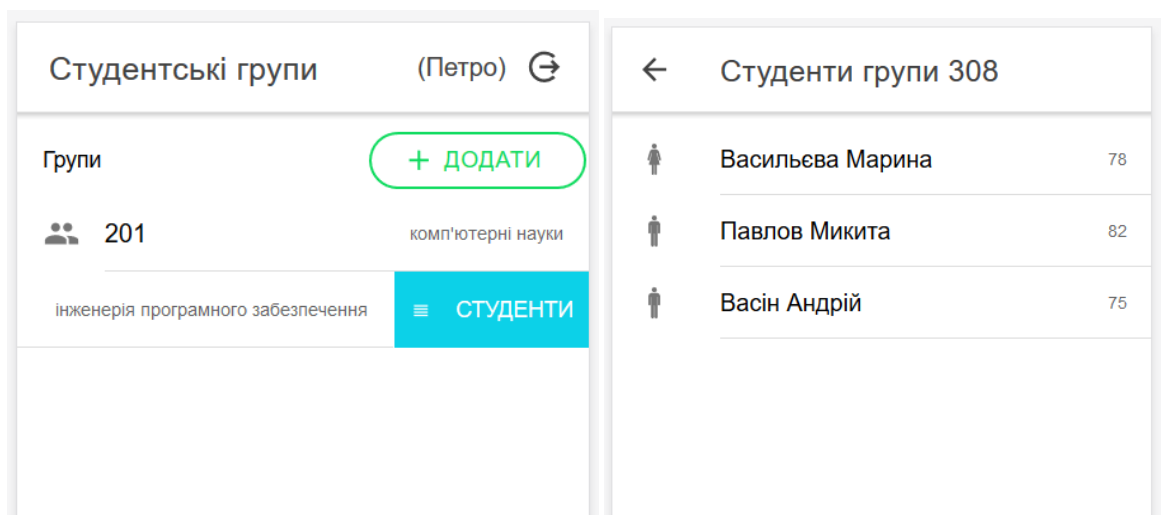 Студентські групи (Петро)
Групи + ДОДАТИ
201 комп'ютерні науки
інженерія програмного забезпечення СТУДЕНТИ
Студенти групи 308
Васильєва Марина 78
Павлов Микита 82
Васін Андрій 75